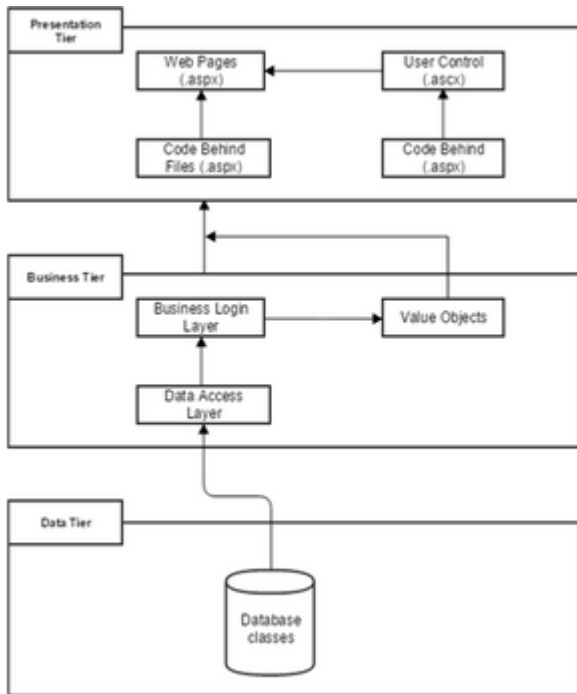 Presentation
Tier
Web Pages
(.aspx)
User Control
(.ascx)
Code Behind
Files (.aspx)
Code Behind
(.aspx)
Business Tier
Business Login
Layer
Value Objects
Data Access
Layer
Data Tier
Database
classes